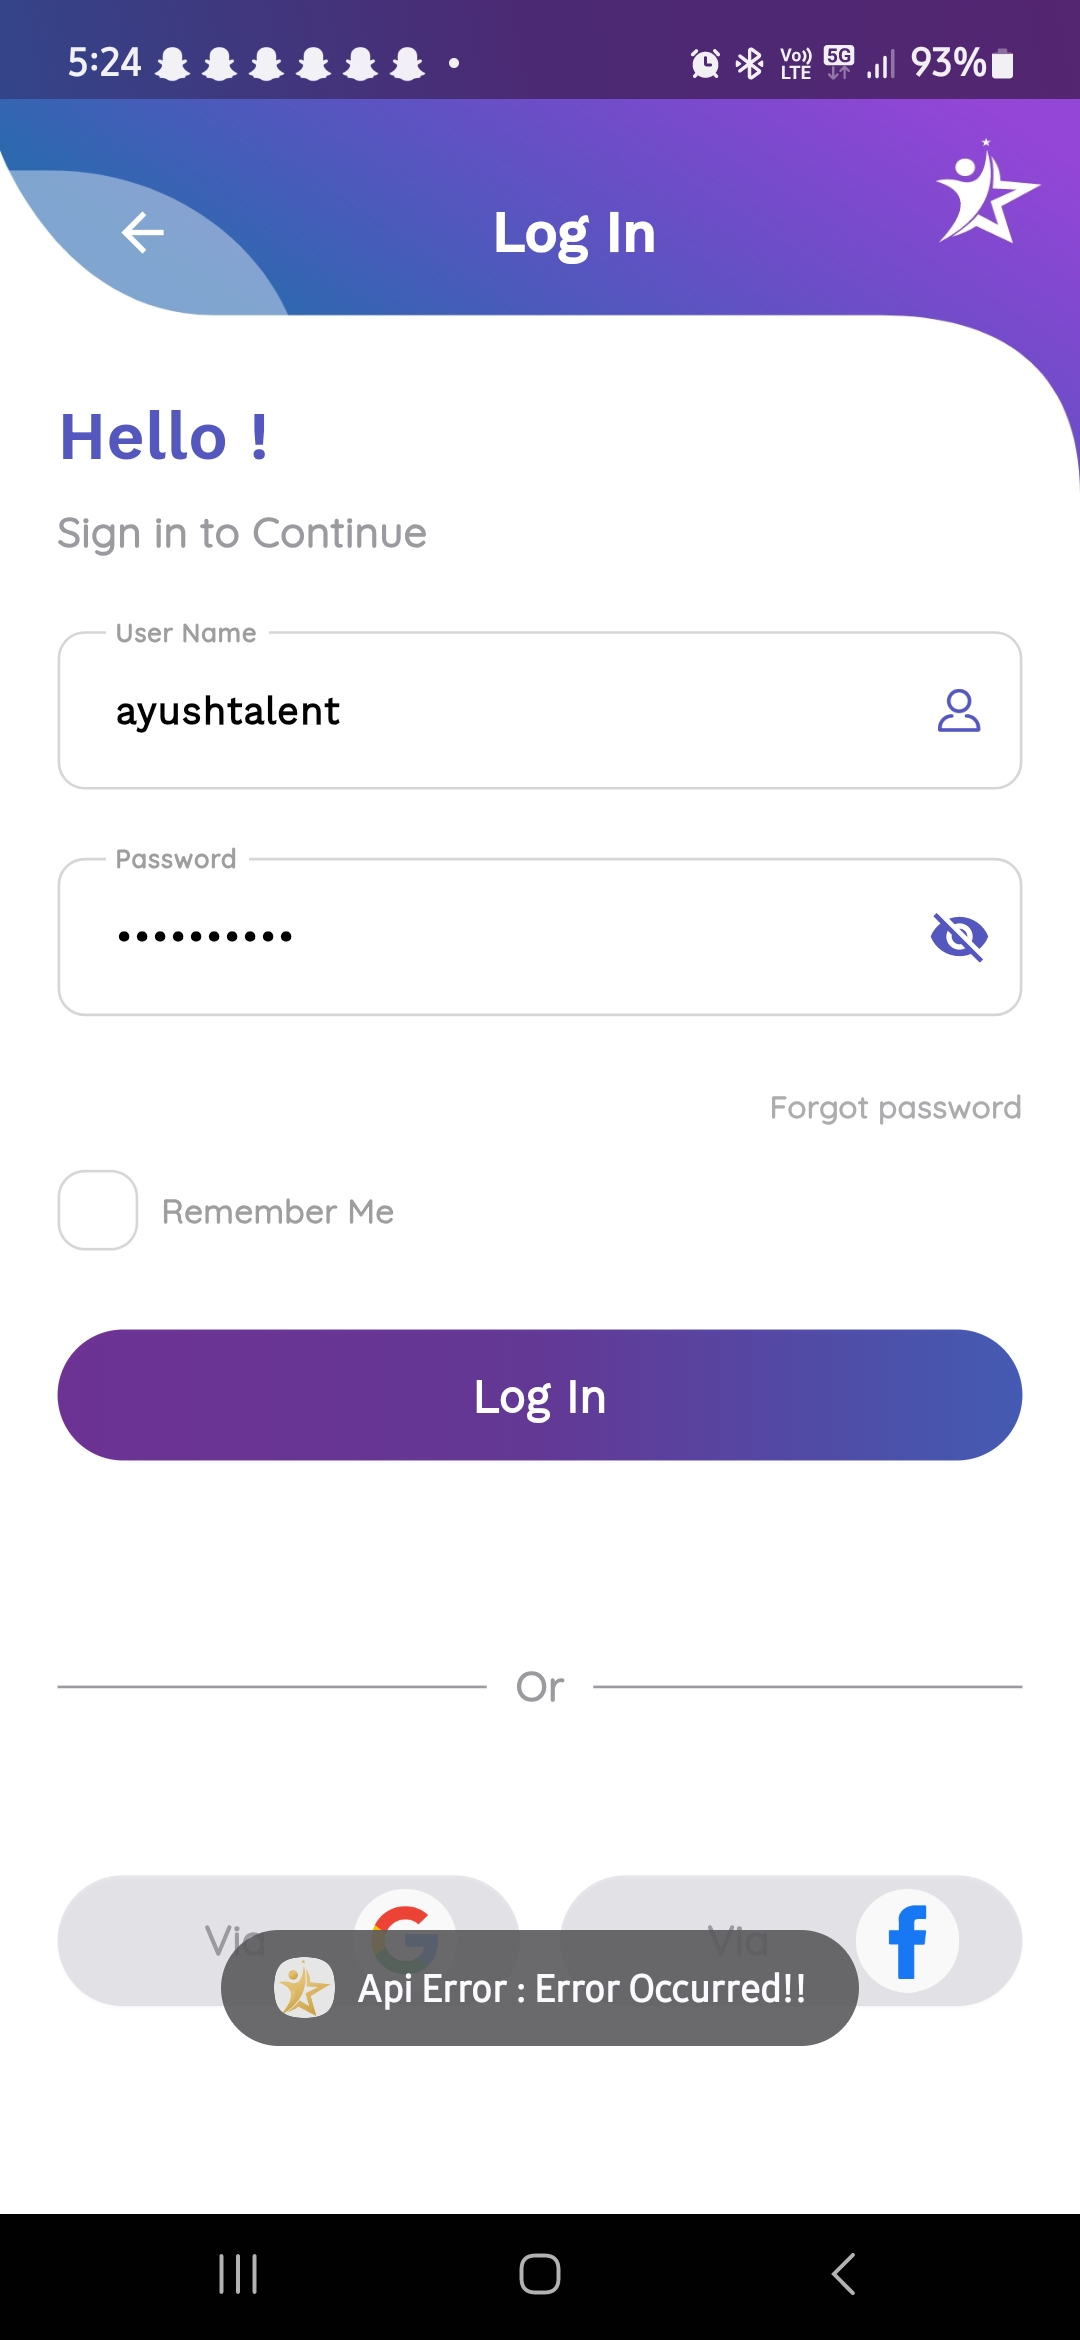 5:24 Vo)) LTE 5G 93%
Log In
Hello !
Sign in to Continue
User Name
ayushtalent
Password
••••••••••
Forgot password
Remember Me
Log In
Or
Via Via
Api Error : Error Occurred!!